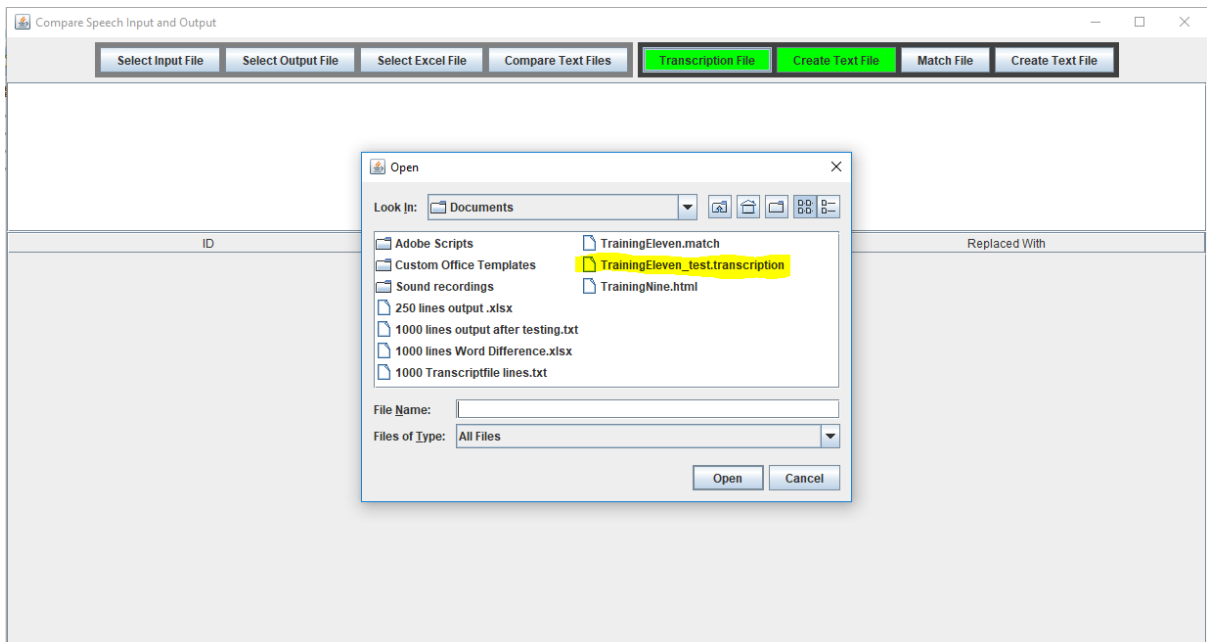 Compare Speech Input and Output
Select Input File Select Output File Select Excel File Compare Text Files Transcription File Create Text File Match File Create Text File
Open
Look In: Documents
Adobe Scripts
Custom Office Templates
Sound recordings
250 lines output .xlsx
1000 lines output after testing.txt
1000 lines Word Difference.xlsx
1000 Transcriptfile lines.txt
TrainingEleven.match
TrainingEleven_test.transcription
TrainingNine.html
File Name:
Files of Type: All Files
Open Cancel
ID Replaced With